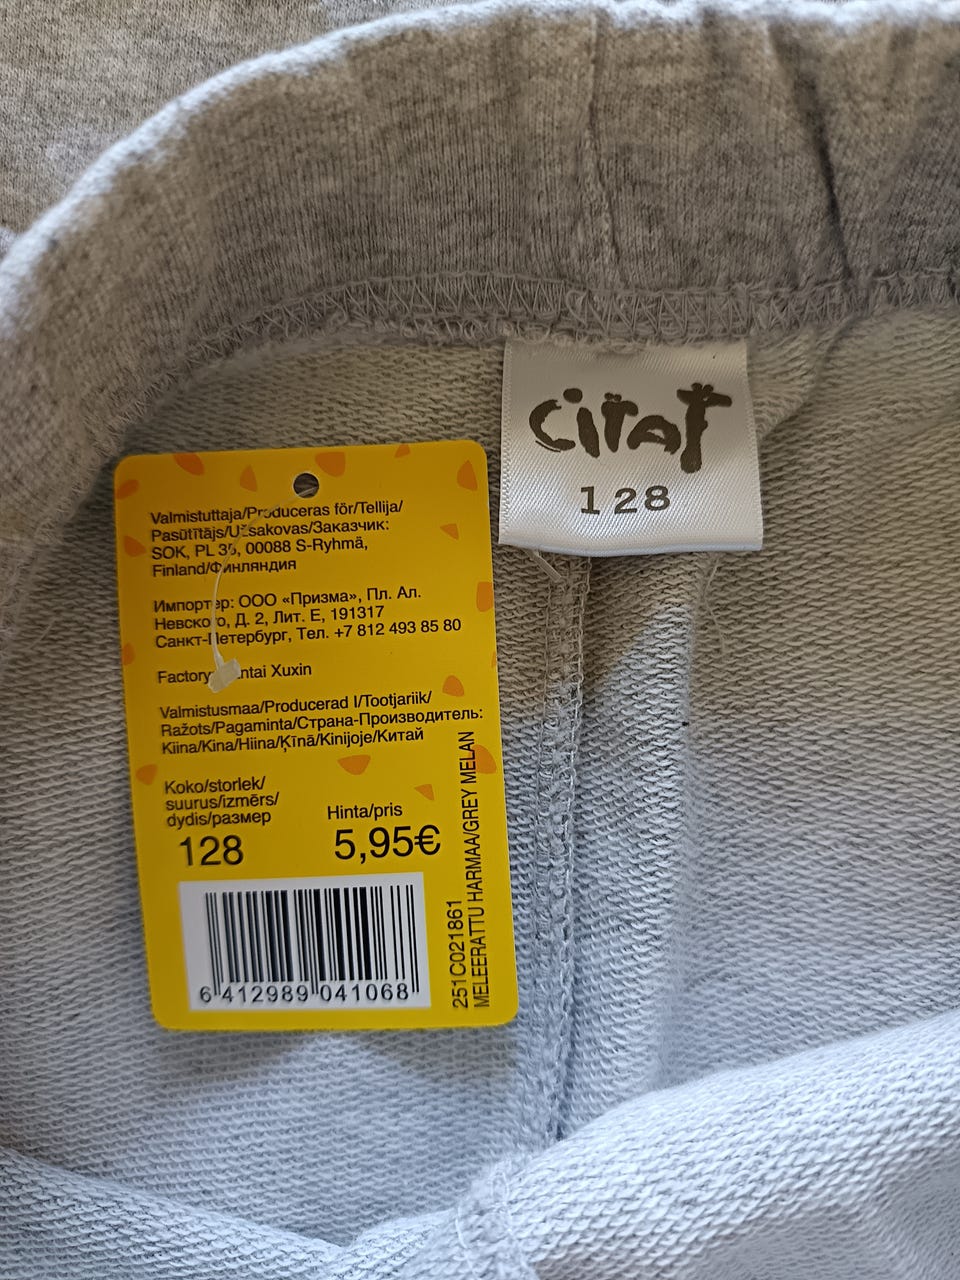 CiTAT
128
Valmistuttaja/Produceras för/Tellija/
Pasūtītājs/Užsakovas/Заказчик:
SOK, PL 35, 00088 S-Ryhmä,
Finland/Финляндия
Импортер: ООО «Призма», Пл. Ал.
Невского, Д. 2, Лит. Е, 191317
Санкт-Петербург, Тел. +7 812 493 85 80
Factory: ntai Xuxin
Valmistusmaa/Producerad I/Tootjariik/
Ražots/Pagaminta/Страна-Производитель:
Kiina/Kina/Hiina/Ķīnā/Kinijoje/Китай
Koko/storlek/
suurus/izmērs/
dydis/размер
128
Hinta/pris
5,95€
6 412989 041068
251C021861
MELEERATTU HARMAA/GREY MELAN